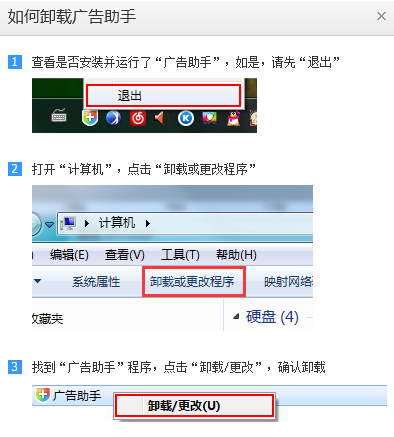 如何卸载广告助手
1 查看是否安装并运行了“广告助手”，如是，请先“退出”
退出
2 打开“计算机”，点击“卸载或更改程序”
计算机
编辑(E) 查看(V) 工具(T) 帮助(H)
系统属性 卸载或更改程序 映射网络
收藏夹 硬盘 (4)
3 找到“广告助手”程序，点击“卸载/更改”，确认卸载
广告助手
卸载/更改(U)